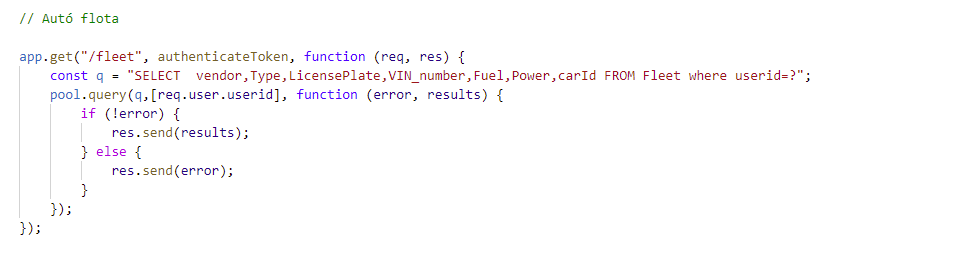 // Autó flota
app.get("/fleet", authenticateToken, function (req, res) {
    const q = "SELECT  vendor,Type,LicensePlate,VIN_number,Fuel,Power,carId FROM Fleet where userid=?";
    pool.query(q,[req.user.userid], function (error, results) {
        if (!error) {
            res.send(results);
        } else {
            res.send(error);
        }
    });
});